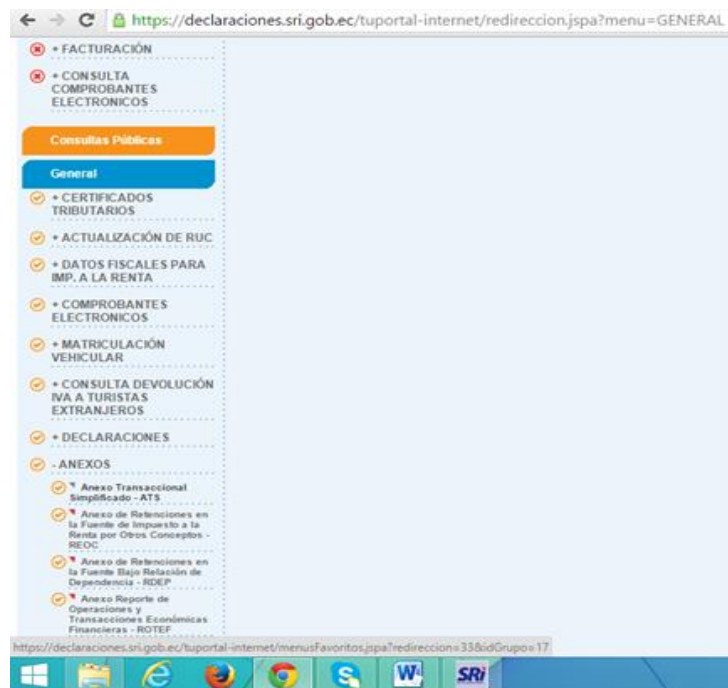 https://declaraciones.sri.gob.ec/tuportal-internet/redireccion.jspa?menu=GENERAL
+ FACTURACIÓN
+ CONSULTA
COMPROBANTES
ELECTRONICOS
Consultas Públicas
General
+ CERTIFICADOS
TRIBUTARIOS
+ ACTUALIZACIÓN DE RUC
+ DATOS FISCALES PARA
IMP. A LA RENTA
+ COMPROBANTES
ELECTRONICOS
+ MATRICULACIÓN
VEHICULAR
+ CONSULTA DEVOLUCIÓN
IVA A TURISTAS
EXTRANJEROS
+ DECLARACIONES
- ANEXOS
Anexo Transaccional
Simplificado - ATS
Anexo de Retenciones en
la Fuente de Impuesto a la
Renta por Otros Conceptos -
REOC
Anexo de Retenciones en
la Fuente Bajo Relación de
Dependencia - RDEP
Anexo Reporte de
Operaciones y
Transacciones Económicas
Financieras - ROTEF
https://declaraciones.sri.gob.ec/tuportal-internet/menusFavoritos.jspa?redireccion=33&idGrupo=17
S
W
SRi